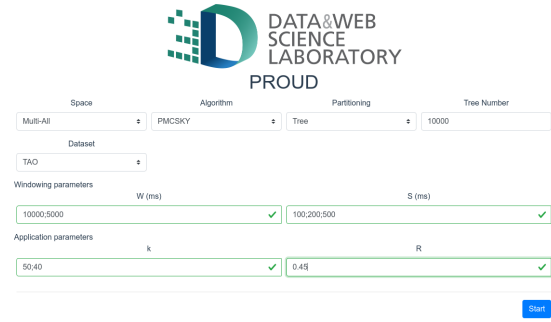 DATA&WEB
SCIENCE
LABORATORY
PROUD
Space Algorithm Partitioning Tree Number
Multi-All PMCSKY Tree 10000
Dataset
TAO
Windowing parameters
W (ms) S (ms)
10000;5000 100;200;500
Application parameters
k R
50;40 0.45
Start